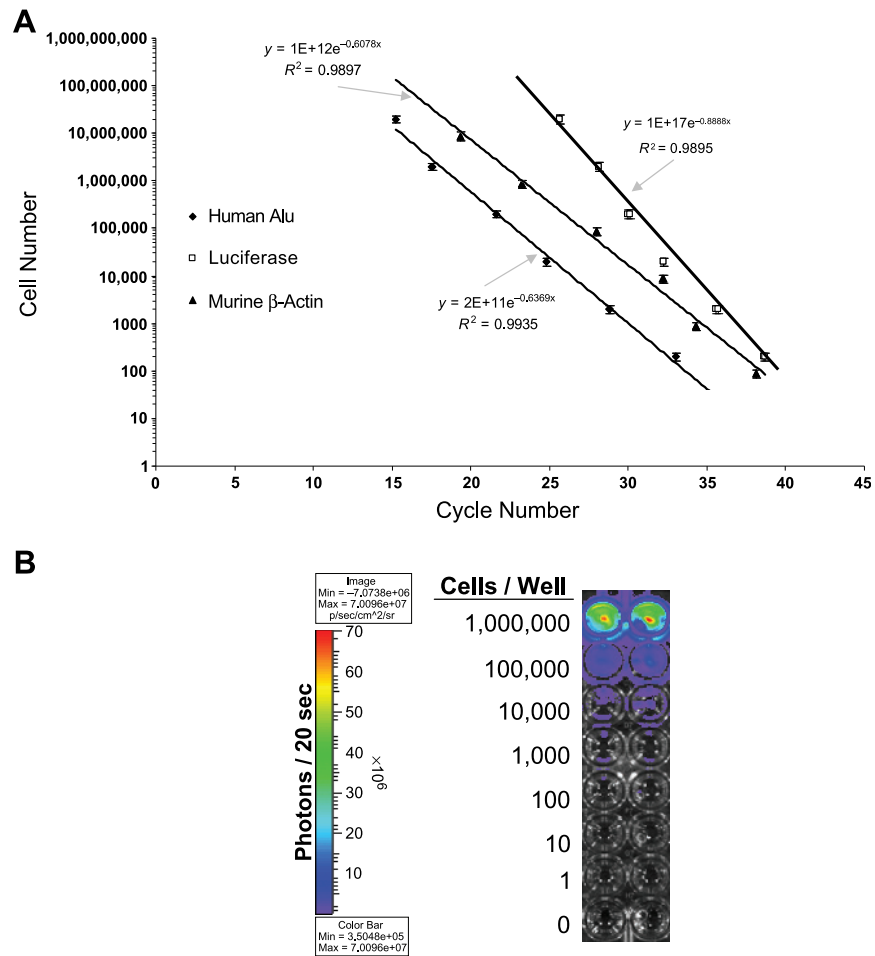 A
1,000,000,000
100,000,000
10,000,000
1,000,000
100,000
10,000
1000
100
10
1
Cell Number
y = 1E+12e^–0.6078x
R² = 0.9897
y = 1E+17e^–0.8888x
R² = 0.9895
Human Alu
Luciferase
Murine β-Actin
y = 2E+11e^–0.6369x
R² = 0.9935
0 5 10 15 20 25 30 35 40 45
Cycle Number
B
Image
Min = –7.0738e+06
Max = 7.0096e+07
p/sec/cm^2/sr
70
60
50
40
30
20
10
×10⁶
Photons / 20 sec
Color Bar
Min = 3.5048e+05
Max = 7.0096e+07
Cells / Well
1,000,000
100,000
10,000
1,000
100
10
1
0